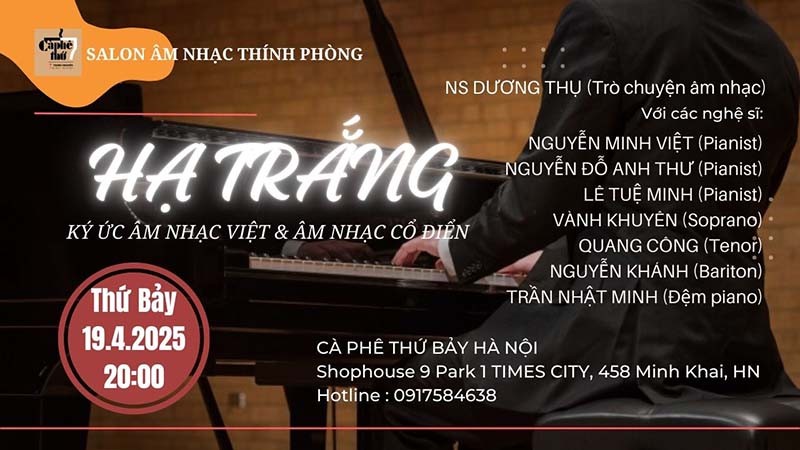 Càphê
thứ 7
SALON ÂM NHẠC THÍNH PHÒNG
HẠ TRẮNG
KÝ ỨC ÂM NHẠC VIỆT & ÂM NHẠC CỔ ĐIỂN
Thứ Bảy
19.4.2025
20:00
NS DƯƠNG THỤ (Trò chuyện âm nhạc)
Với các nghệ sĩ:
NGUYỄN MINH VIỆT (Pianist)
NGUYỄN ĐỖ ANH THƯ (Pianist)
LÊ TUỆ MINH (Pianist)
VÀNH KHUYÊN (Soprano)
QUANG CÔNG (Tenor)
NGUYỄN KHÁNH (Bariton)
TRẦN NHẬT MINH (Đệm piano)
CÀ PHÊ THỨ BẢY HÀ NỘI
Shophouse 9 Park 1 TIMES CITY, 458 Minh Khai, HN
Hotline : 0917584638